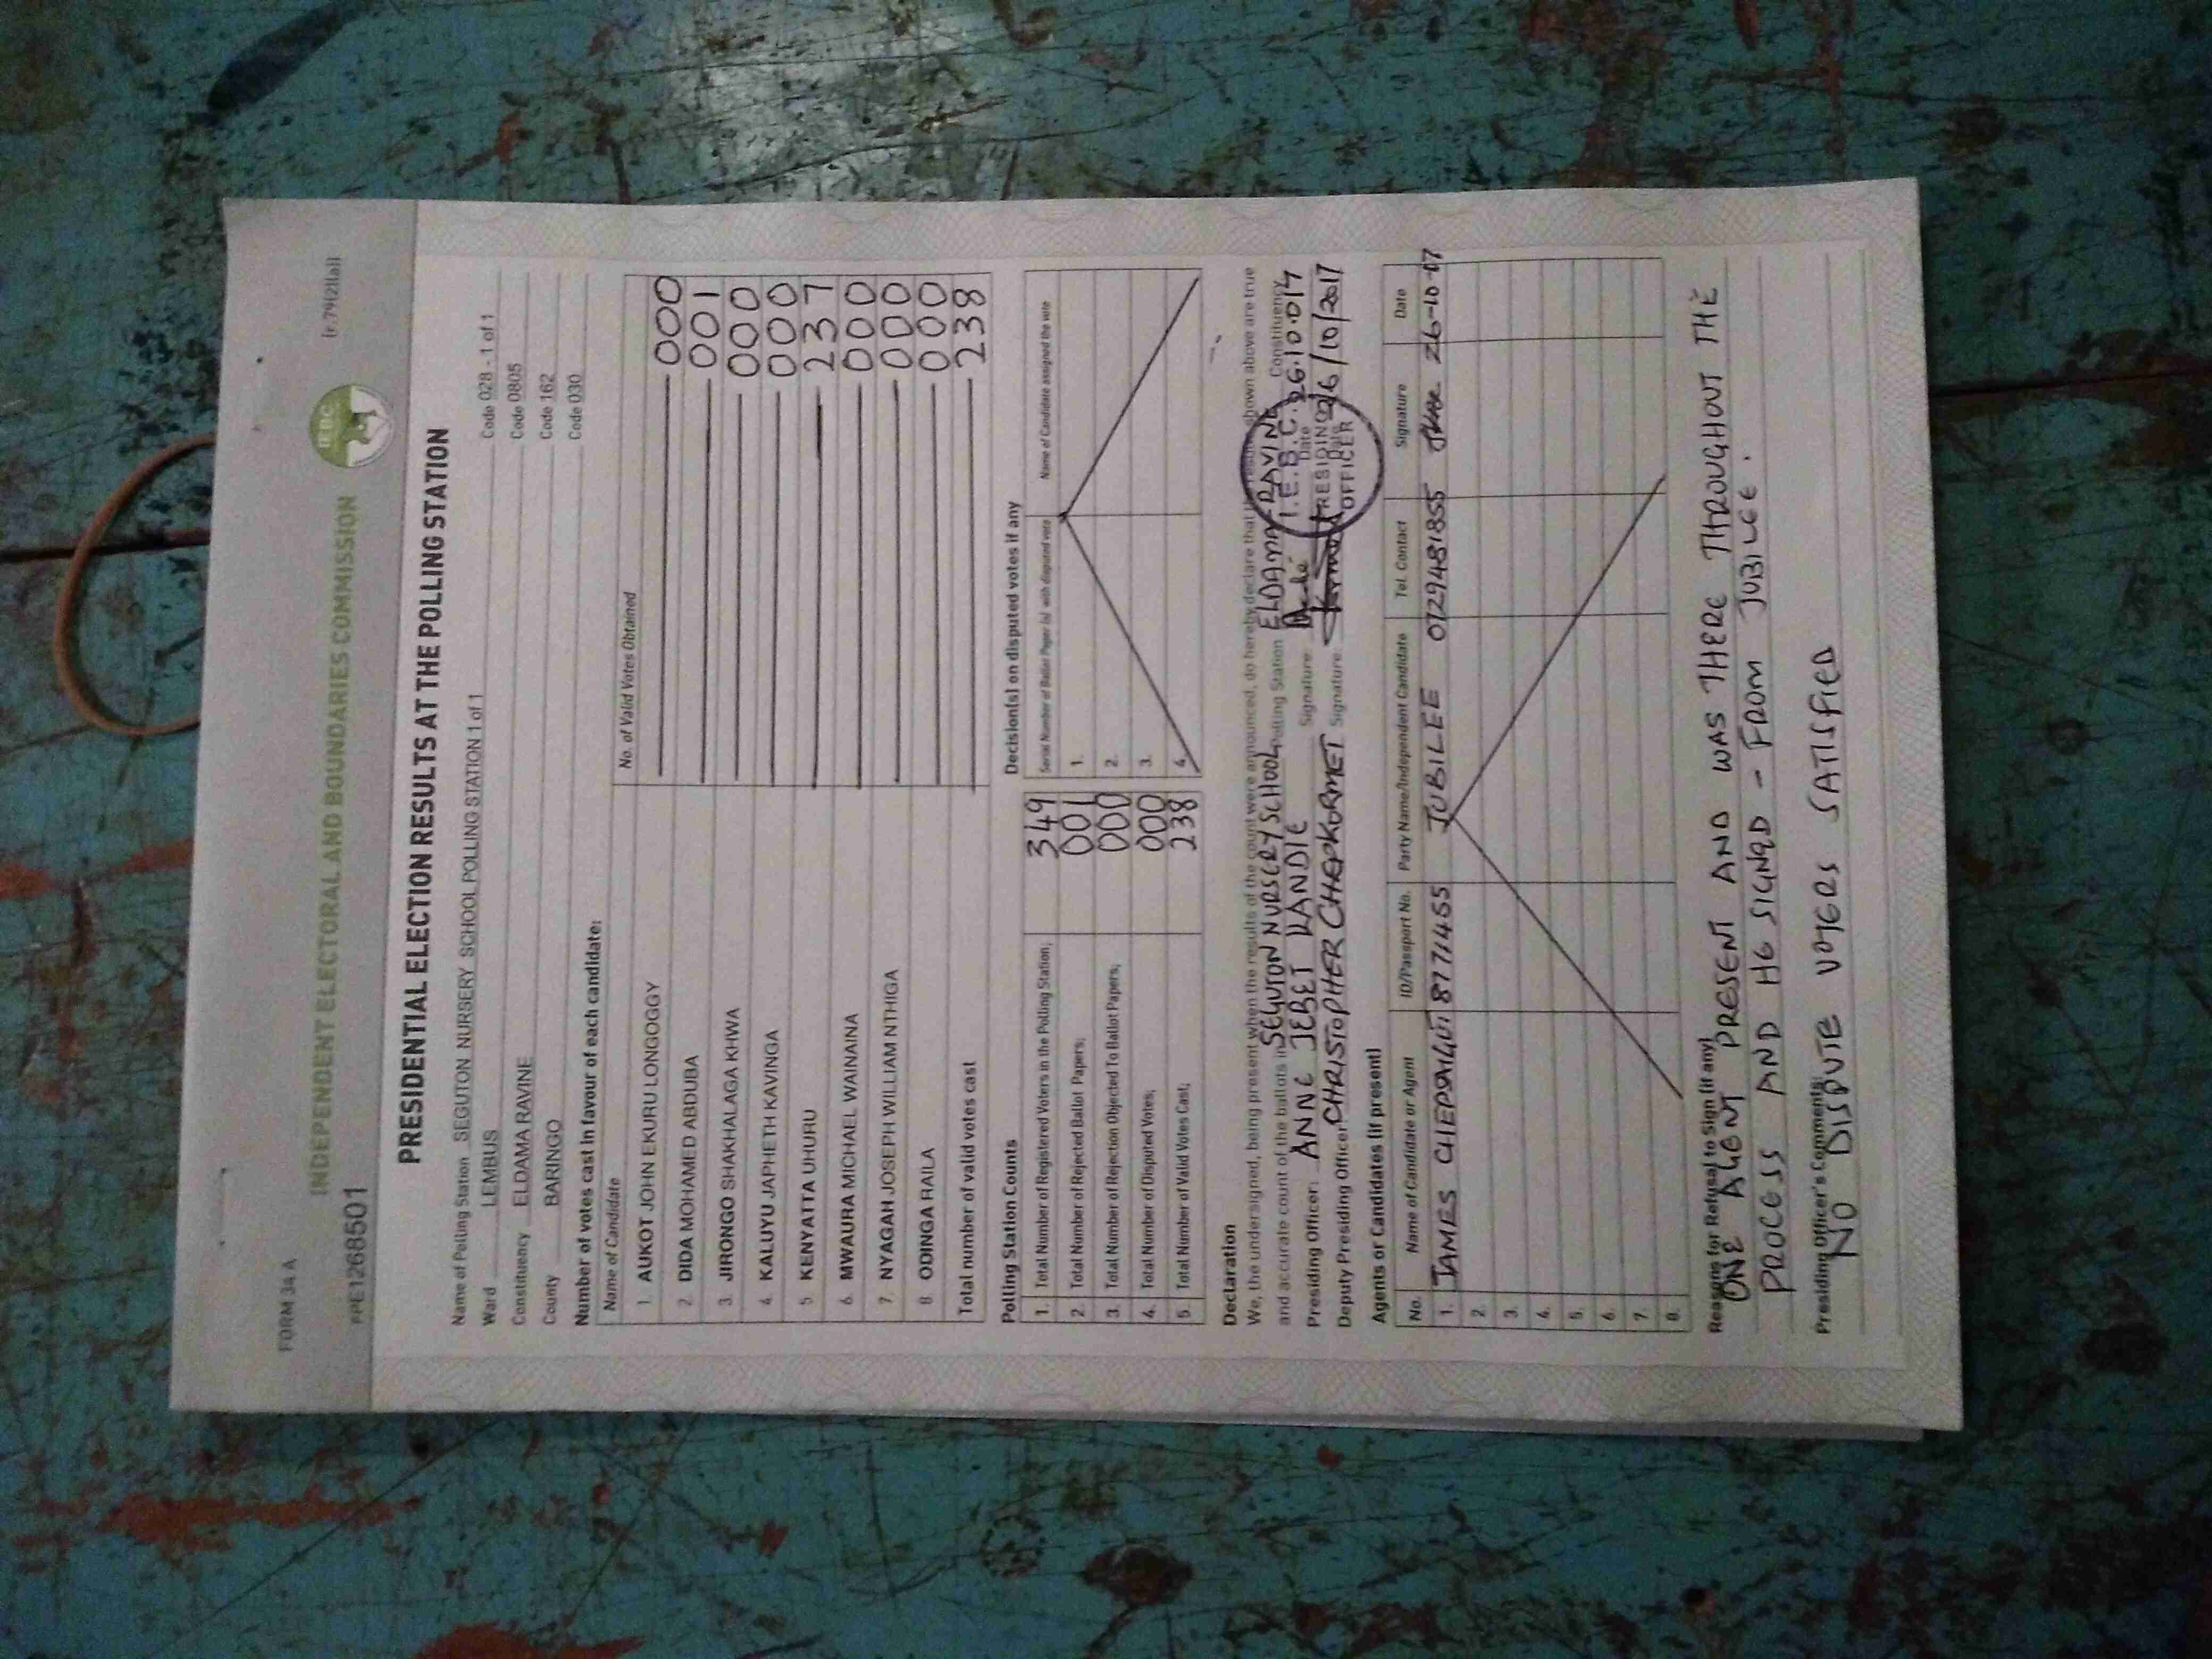 FORM 34 A
(r.79(2)(a))
INDEPENDENT ELECTORAL AND BOUNDARIES COMMISSION
IEBC
PRE1268501
PRESIDENTIAL ELECTION RESULTS AT THE POLLING STATION
Name of Polling Station SEGUTON NURSERY SCHOOL POLLING STATION 1 of 1 Code 028 - 1 of 1
Ward LEMBUS Code 0805
Constituency ELDAMA RAVINE Code 162
County BARINGO Code 030
Number of votes cast in favour of each candidate:
Name of Candidate No. of Valid Votes Obtained
1. AUKOT JOHN EKURU LONGOGGY 000
2. DIDA MOHAMED ABDUBA 001
3. JIRONGO SHAKHALAGA KHWA 000
4. KALUYU JAPHETH KAVINGA 000
5 KENYATTA UHURU 237
6. MWAURA MICHAEL WAINAINA 000
7. NYAGAH JOSEPH WILLIAM NTHIGA 000
8. ODINGA RAILA 000
Total number of valid votes cast 238
Polling Station Counts
1. Total Number of Registered Voters in the Polling Station; 349
2. Total Number of Rejected Ballot Papers; 001
3. Total Number of Rejection Objected To Ballot Papers; 000
4. Total Number of Disputed Votes; 000
5. Total Number of Valid Votes Cast; 238
Decision(s) on disputed votes if any
Serial Number of Ballot Paper (s) with disputed vote Name of Candidate assigned the vote
1.
2.
3.
4.
Declaration
We, the undersigned, being present when the results of the count were announced, do hereby declare that the results shown above are true
and accurate count of the ballots in SEGUTON NURSERY SCHOOL Polling Station ELDAMA RAVINE Constituency
Presiding Officer: ANNE JEBET KANDIE Signature: Date 26.10.017
Deputy Presiding Officer: CHRISTOPHER CHEPKORMET Signature: Date 26/10/2017
I.E.B.C.
PRESIDING
OFFICER
Agents or Candidates (if present)
No. Name of Candidate or Agent ID/Passport No. Party Name/Independent Candidate Tel. Contact Signature Date
1. JAMES 8771455 JUBILEE 0729481855 26-10-07
2.
3.
4.
5.
6.
7.
8.
Reasons for Refusal to Sign (if any)
ONE AGENT PRESENT AND WAS THERE THROUGHOUT THE
PROCESS AND HE SIGNED - FROM JUBILEE.
Presiding Officer's Comments:
NO DISPUTE VOTERS SATISFIED